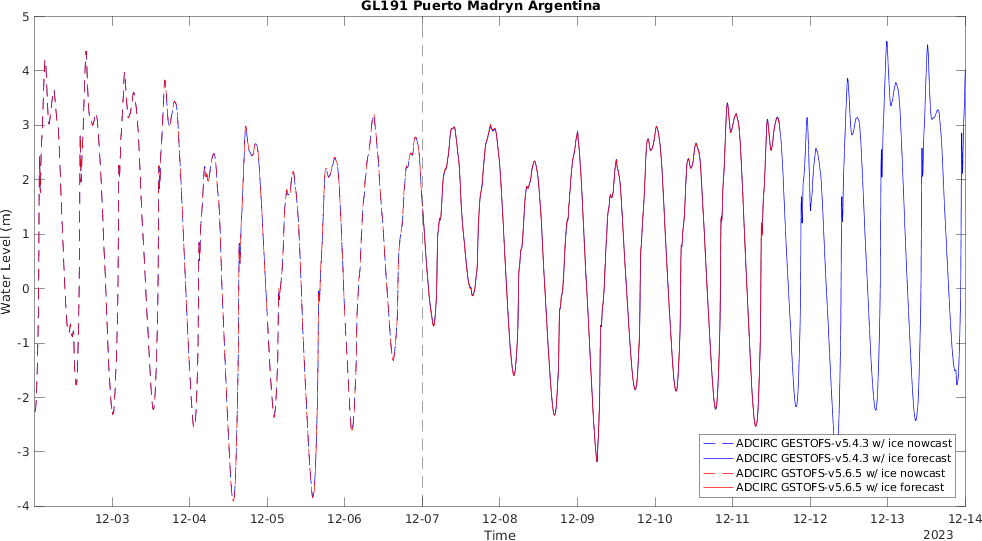 GL191 Puerto Madryn Argentina
5
4
3
2
1
0
-1
-2
-3
-4
Water Level (m)
ADCIRC GESTOFS-v5.4.3 w/ ice nowcast
ADCIRC GESTOFS-v5.4.3 w/ ice forecast
ADCIRC GSTOFS-v5.6.5 w/ ice nowcast
ADCIRC GSTOFS-v5.6.5 w/ ice forecast
12-03 12-04 12-05 12-06 12-07 12-08 12-09 12-10 12-11 12-12 12-13 12-14
Time
2023